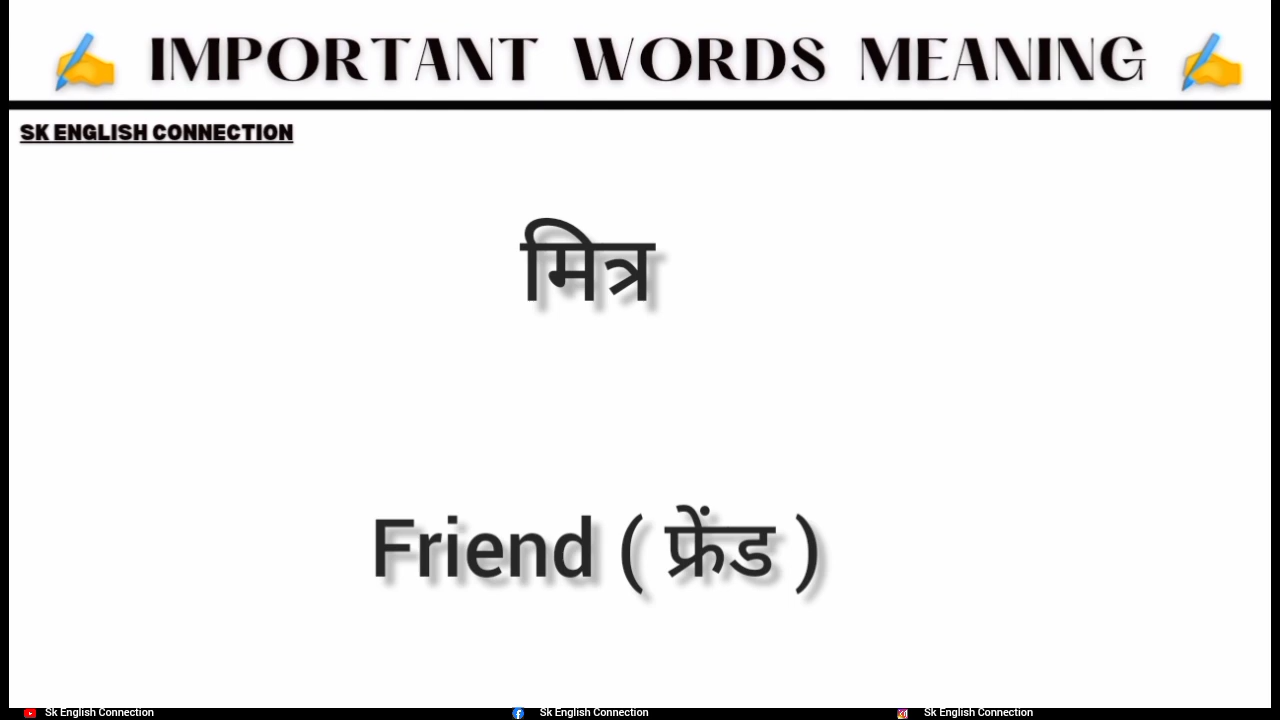 ✍️ IMPORTANT WORDS MEANING ✍️
SK ENGLISH CONNECTION
मित्र
Friend ( फ्रेंड )
Sk English Connection Sk English Connection Sk English Connection